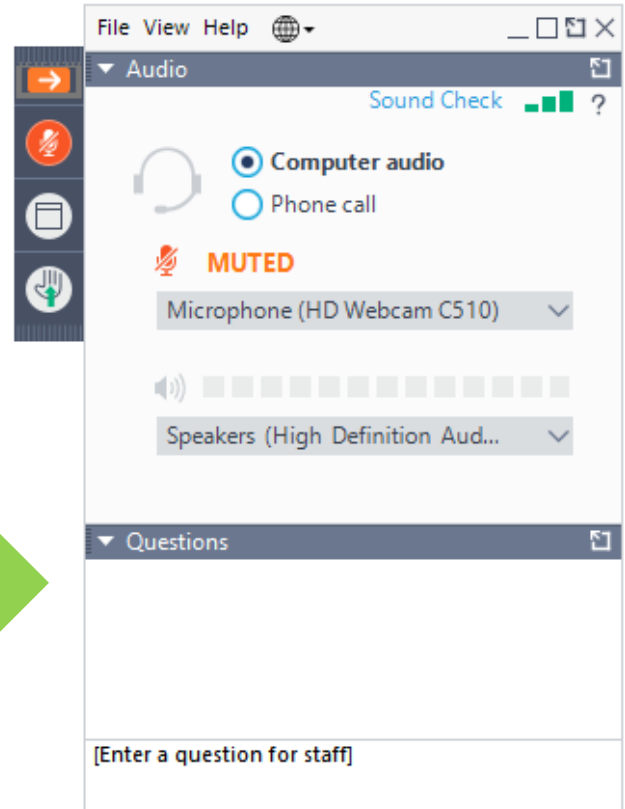 File View Help
Audio
Sound Check ?
Computer audio
Phone call
MUTED
Microphone (HD Webcam C510)
Speakers (High Definition Aud...
Questions
[Enter a question for staff]